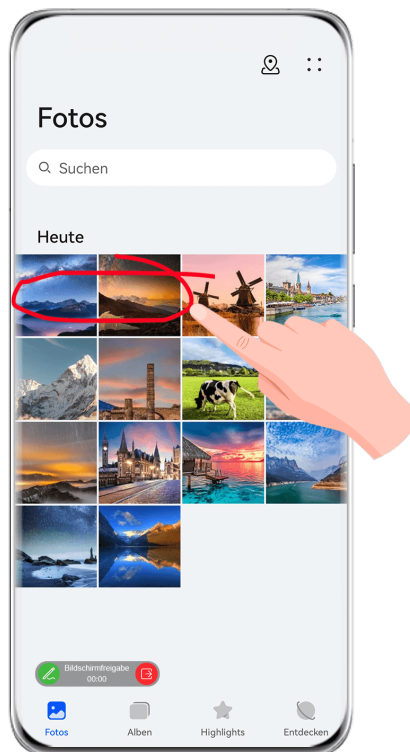 Fotos
Suchen
Heute
Bildschirmfreigabe
00:00
Fotos
Alben
Highlights
Entdecken